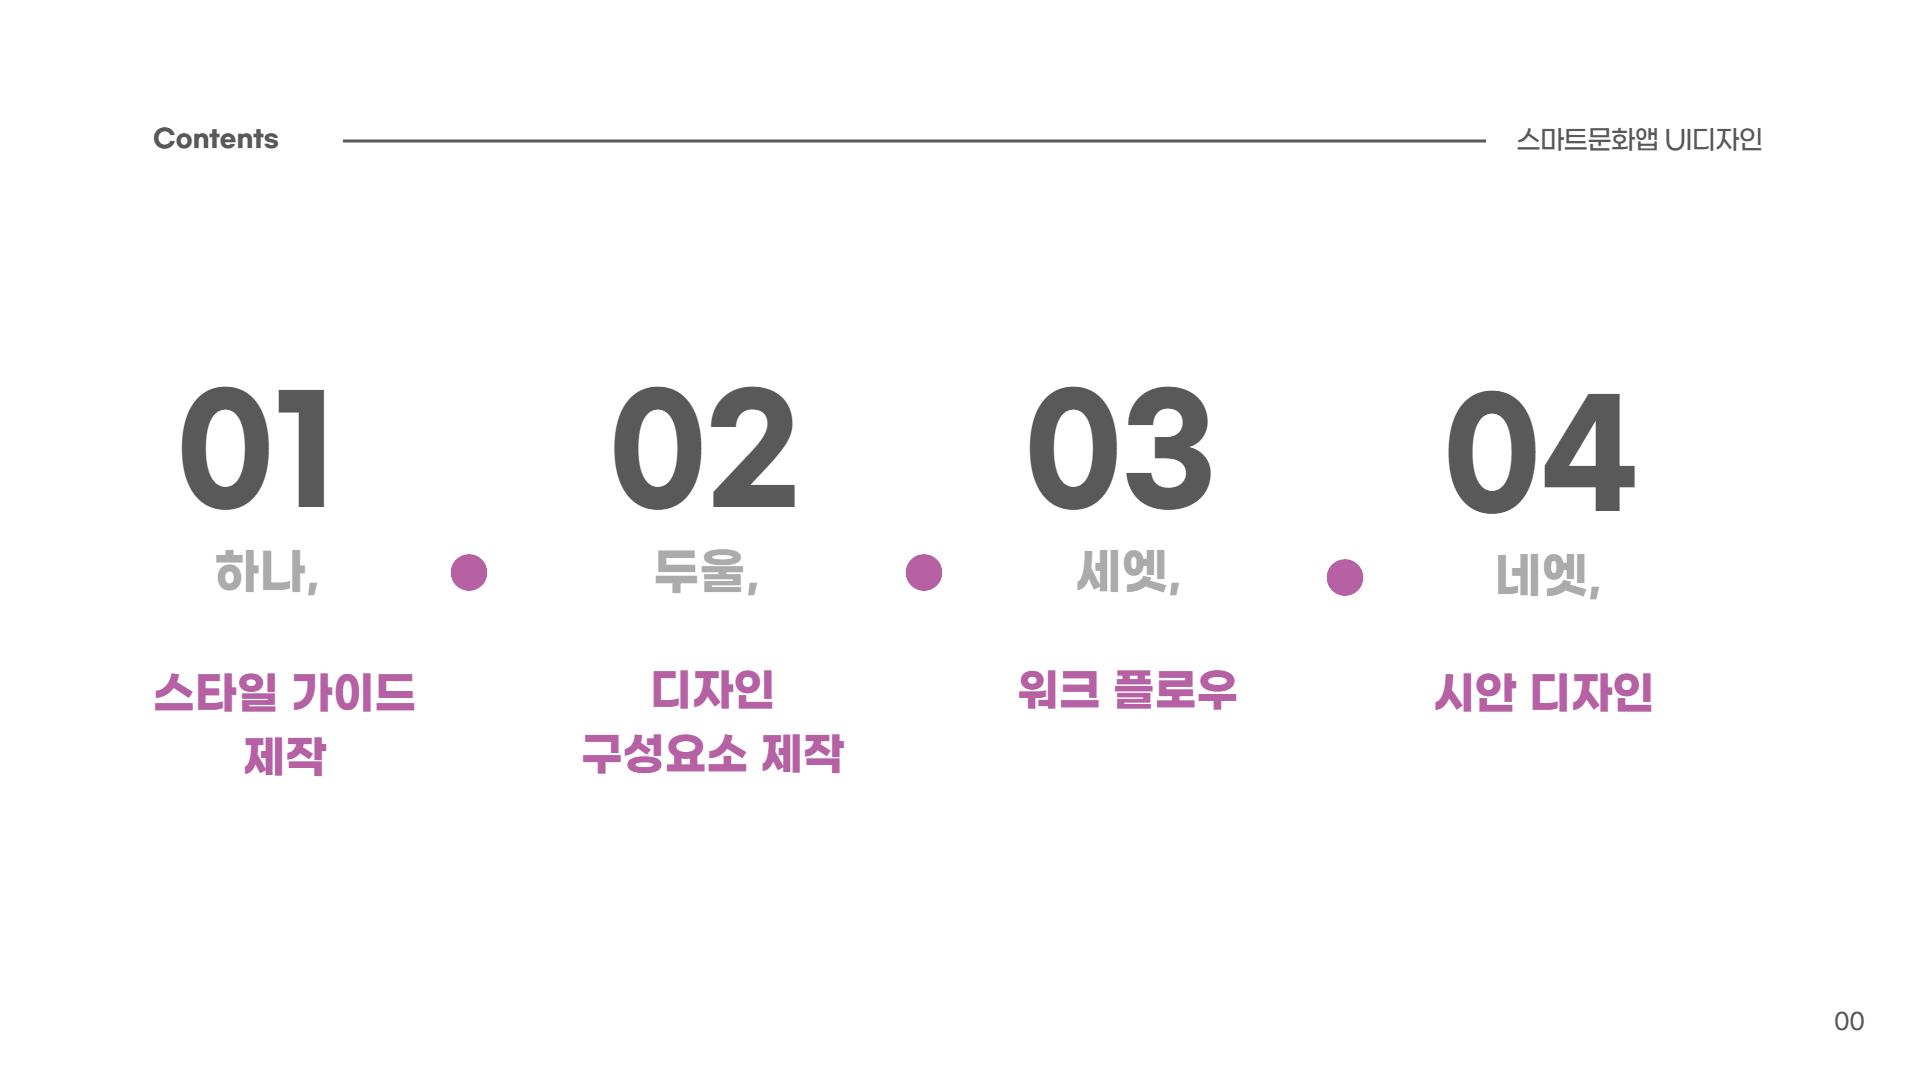 Contents
스마트문화앱 UI디자인
01
하나,
스타일 가이드
제작
02
두울,
디자인
구성요소 제작
03
세엣,
워크 플로우
04
네엣,
시안 디자인
00